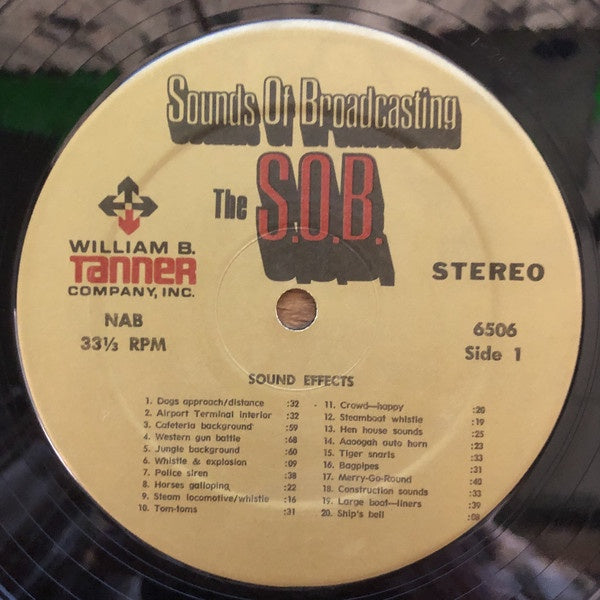 Sounds Of Broadcasting
The S.O.B.
WILLIAM B.
TANNER
COMPANY, INC.
STEREO
NAB
33⅓ RPM
6506
Side 1
SOUND EFFECTS
1. Dogs approach/distance :32
2. Airport Terminal interior :32
3. Cafeteria background :59
4. Western gun battle :68
5. Jungle background :60
6. Whistle & explosion :09
7. Police siren :38
8. Horses galloping :22
9. Steam locomotive/whistle :16
10. Tom-toms :31
11. Crowd—happy :20
12. Steamboat whistle :19
13. Hen house sounds :25
14. Aaoogah auto horn :23
15. Tiger snarls :33
16. Bagpipes :31
17. Merry-Go-Round :40
18. Construction sounds :33
19. Large boat—liners :39
20. Ship's bell :08